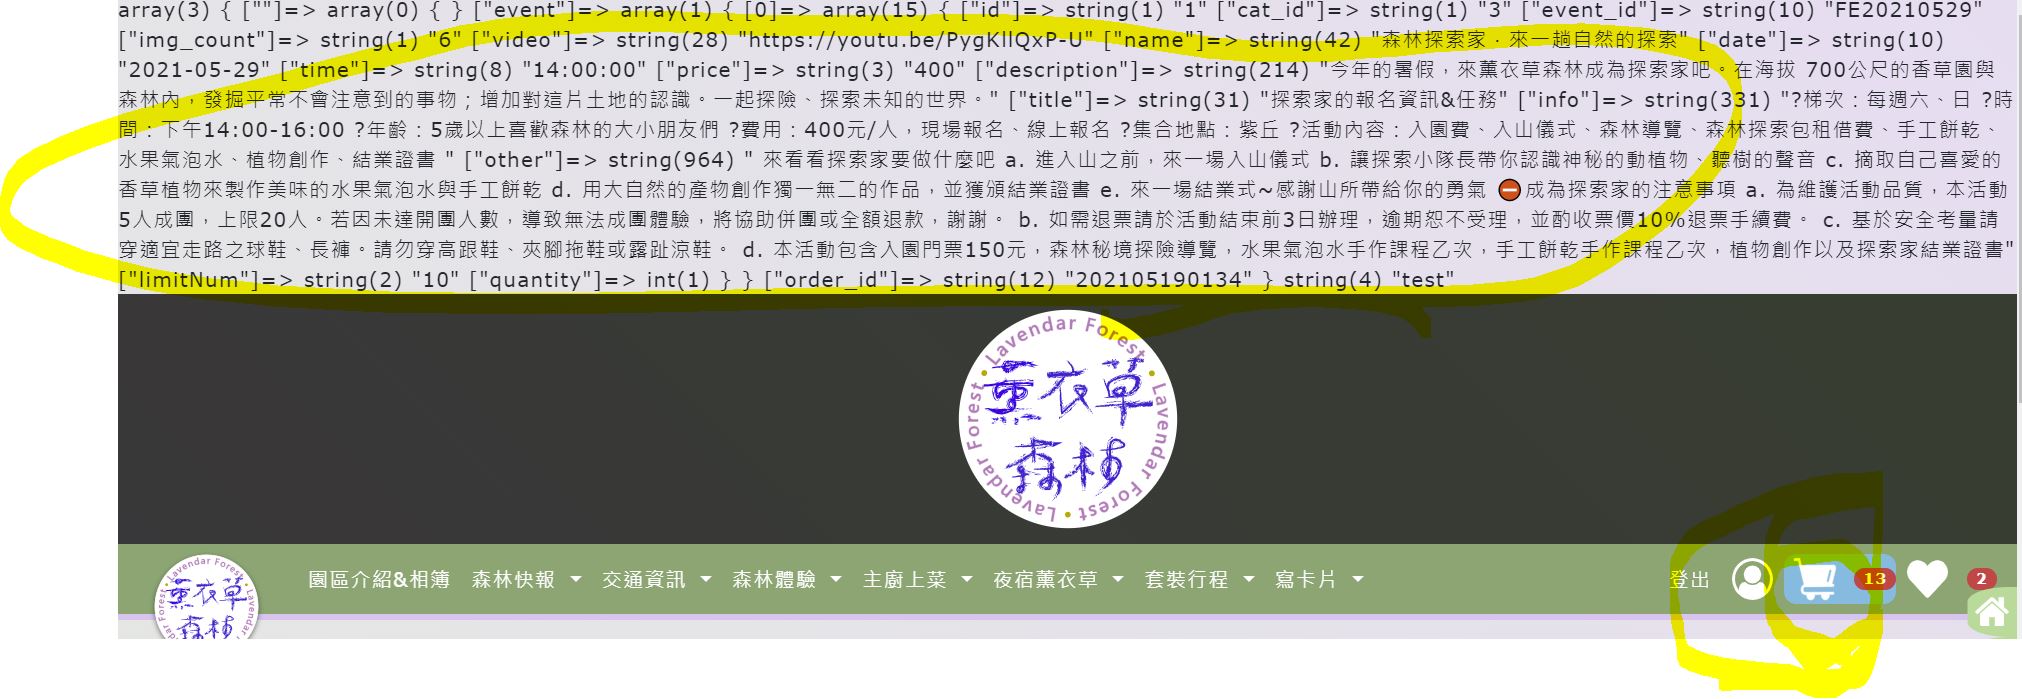 array(3) { [""]=> array(0) { } ["event"]=> array(1) { [0]=> array(15) { ["id"]=> string(1) "1" ["cat_id"]=> string(1) "3" ["event_id"]=> string(10) "FE20210529"
["img_count"]=> string(1) "6" ["video"]=> string(28) "https://youtu.be/PygKlIQxP-U" ["name"]=> string(42) "森林探索家．來一趟自然的探索" ["date"]=> string(10)
"2021-05-29" ["time"]=> string(8) "14:00:00" ["price"]=> string(3) "400" ["description"]=> string(214) "今年的暑假，來薰衣草森林成為探索家吧。在海拔 700公尺的香草園與
森林內，發掘平常不會注意到的事物；增加對這片土地的認識。一起探險、探索未知的世界。" ["title"]=> string(31) "探索家的報名資訊&任務" ["info"]=> string(331) "?梯次：每週六、日 ?時
間：下午14:00-16:00 ?年齡：5歲以上喜歡森林的大小朋友們 ?費用：400元/人，現場報名、線上報名 ?集合地點：紫丘 ?活動內容：入園費、入山儀式、森林導覽、森林探索包租借費、手工餅乾、
水果氣泡水、植物創作、結業證書 " ["other"]=> string(964) " 來看看探索家要做什麼吧 a. 進入山之前，來一場入山儀式 b. 讓探索小隊長帶你認識神秘的動植物、聽樹的聲音 c. 摘取自己喜愛的
香草植物來製作美味的水果氣泡水與手工餅乾 d. 用大自然的產物創作獨一無二的作品，並獲頒結業證書 e. 來一場結業式~感謝山所帶給你的勇氣 ⛔成為探索家的注意事項 a. 為維護活動品質，本活動
5人成團，上限20人。若因未達開團人數，導致無法成團體驗，將協助併團或全額退款，謝謝。 b. 如需退票請於活動結束前3日辦理，逾期恕不受理，並酌收票價10%退票手續費。 c. 基於安全考量請
穿適宜走路之球鞋、長褲。請勿穿高跟鞋、夾腳拖鞋或露趾涼鞋。 d. 本活動包含入園門票150元，森林秘境探險導覽，水果氣泡水手作課程乙次，手工餅乾手作課程乙次，植物創作以及探索家結業證書"
["limitNum"]=> string(2) "10" ["quantity"]=> int(1) } } ["order_id"]=> string(12) "202105190134" } string(4) "test"
Lavendar Forest • Lavendar Forest • Lavendar Forest •
薰衣草
森林
Lavendar Forest
薰衣草
森林
園區介紹&相簿 森林快報 交通資訊 森林體驗 主廚上菜 夜宿薰衣草 套裝行程 寫卡片 登出 13 2